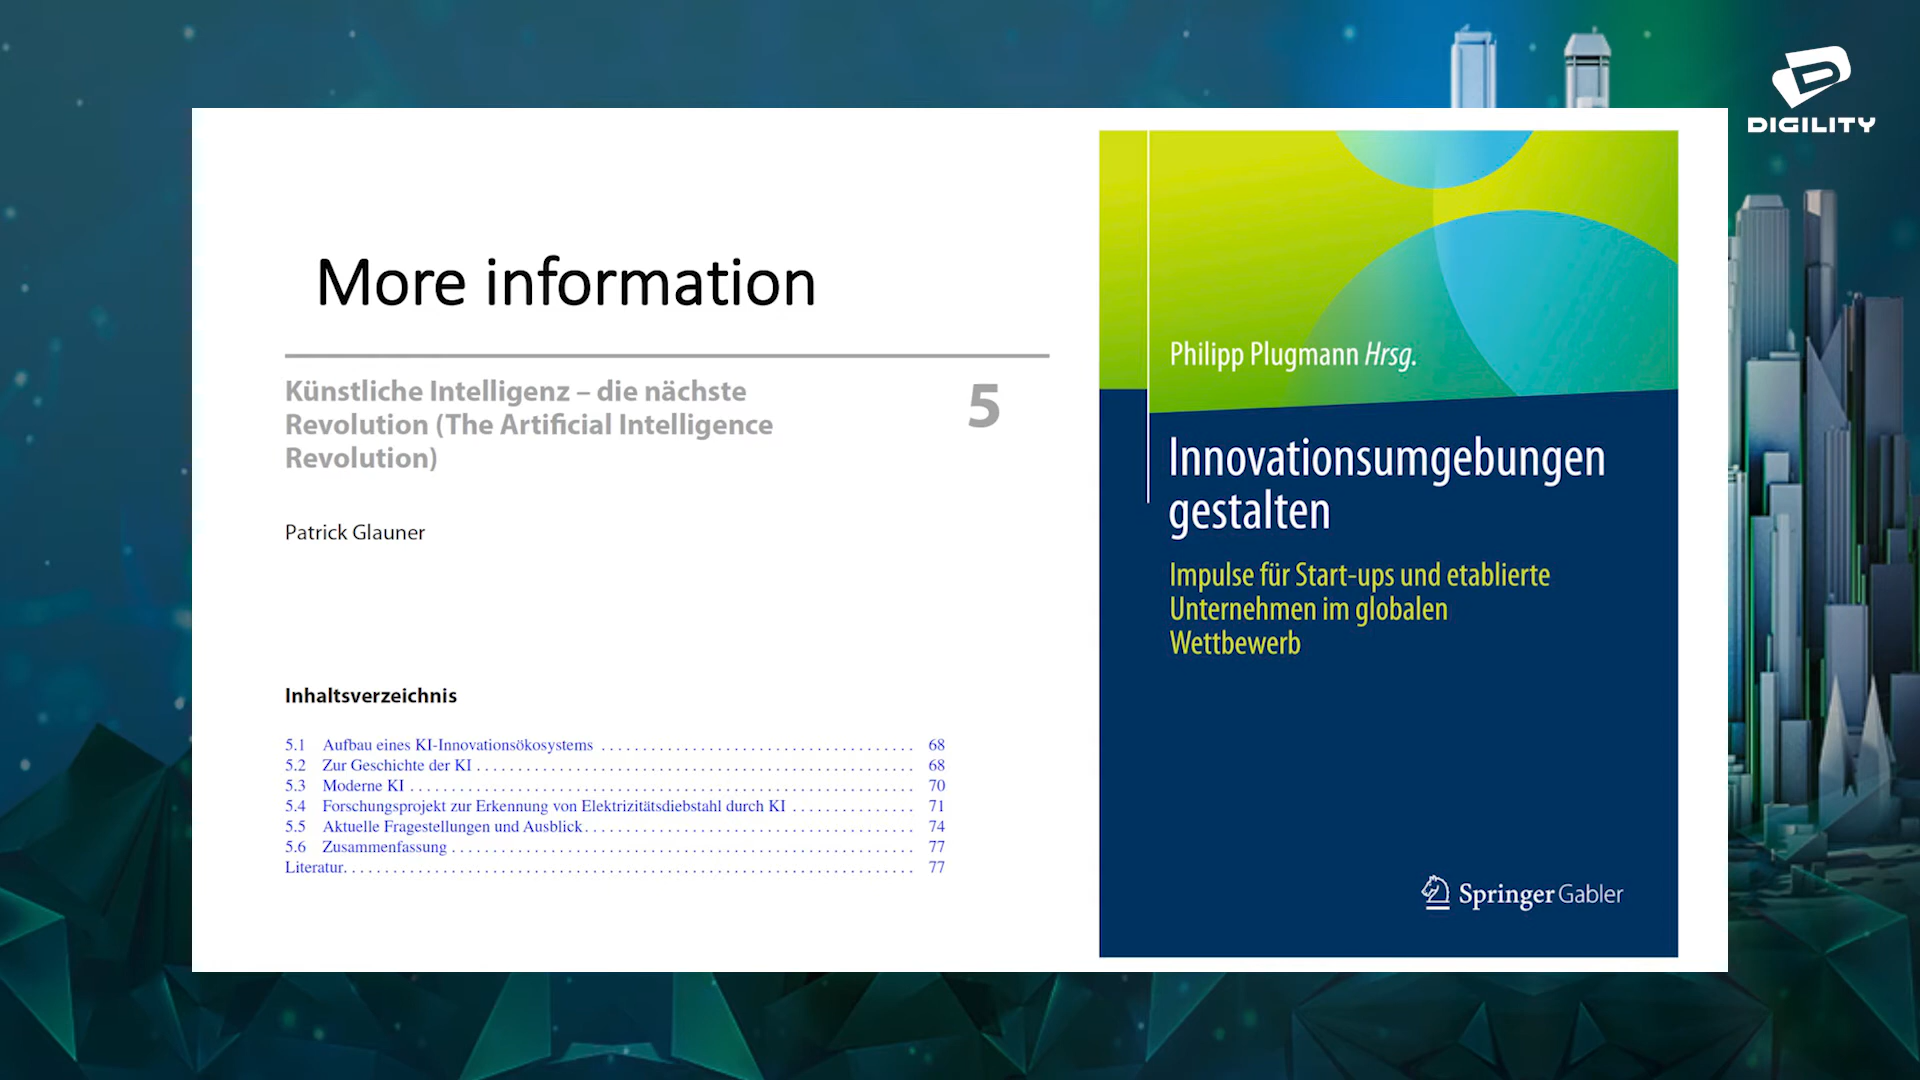 DIGILITY
More information
Künstliche Intelligenz – die nächste
Revolution (The Artificial Intelligence
Revolution)
5
Patrick Glauner
Inhaltsverzeichnis
5.1 Aufbau eines KI-Innovationsökosystems . . . . . . . . . . . . . . . . . . . . . . . . . . . . . . . . . . . . . . 68
5.2 Zur Geschichte der KI . . . . . . . . . . . . . . . . . . . . . . . . . . . . . . . . . . . . . . . . . . . . . . . . . . . . . 68
5.3 Moderne KI . . . . . . . . . . . . . . . . . . . . . . . . . . . . . . . . . . . . . . . . . . . . . . . . . . . . . . . . . . . . . 70
5.4 Forschungsprojekt zur Erkennung von Elektrizitätsdiebstahl durch KI . . . . . . . . . . . . . . . 71
5.5 Aktuelle Fragestellungen und Ausblick . . . . . . . . . . . . . . . . . . . . . . . . . . . . . . . . . . . . . . . . 74
5.6 Zusammenfassung . . . . . . . . . . . . . . . . . . . . . . . . . . . . . . . . . . . . . . . . . . . . . . . . . . . . . . . . 77
Literatur. . . . . . . . . . . . . . . . . . . . . . . . . . . . . . . . . . . . . . . . . . . . . . . . . . . . . . . . . . . . . . . . . . . . . 77
Philipp Plugmann Hrsg.
Innovationsumgebungen
gestalten
Impulse für Start-ups und etablierte
Unternehmen im globalen
Wettbewerb
Springer Gabler